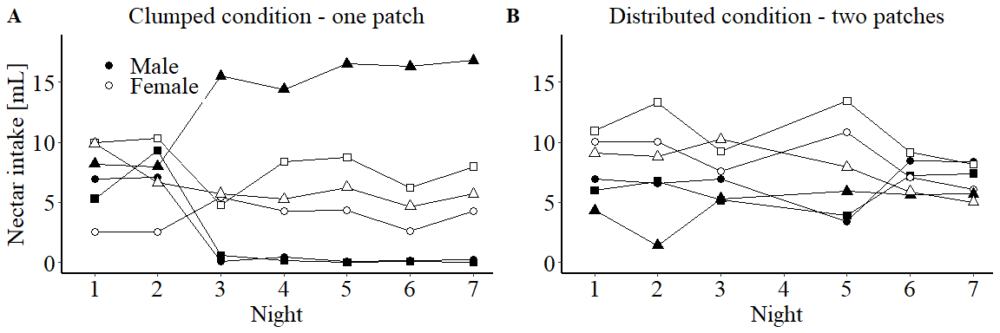 A
Clumped condition - one patch
Nectar intake [mL]
15
10
5
0
Male
Female
1 2 3 4 5 6 7
Night
B
Distributed condition - two patches
15
10
5
0
1 2 3 4 5 6 7
Night